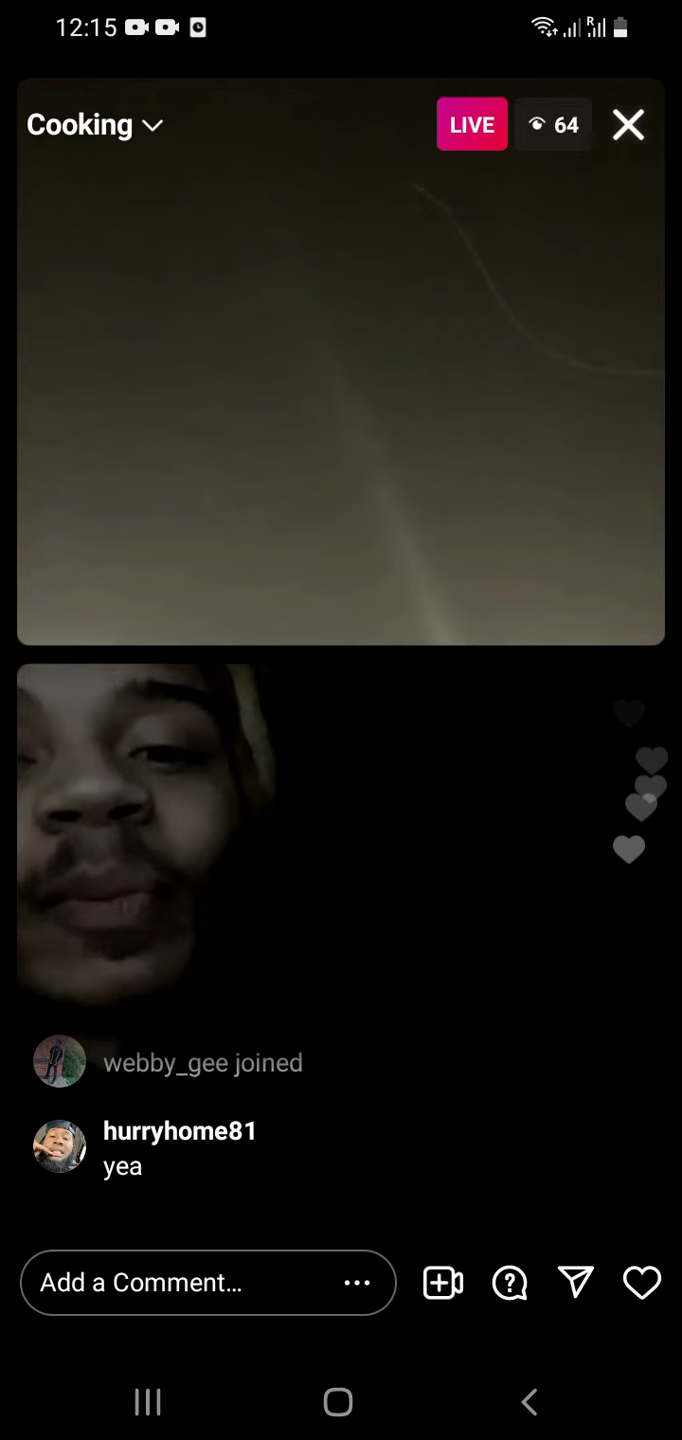 12:15
R
Cooking
LIVE
64
webby_gee joined
hurryhome81
yea
Add a Comment...